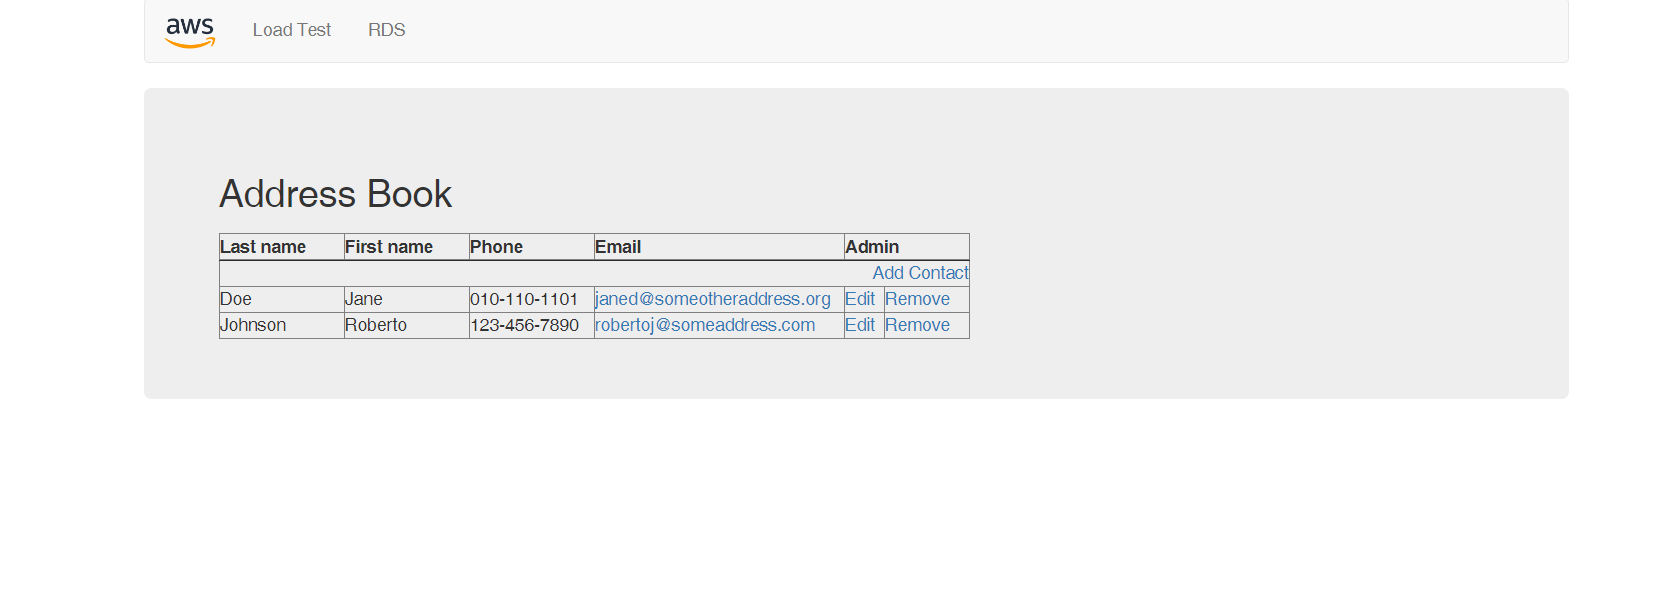 aws Load Test RDS
Address Book
Last name First name Phone Email Admin
Add Contact
Doe Jane 010-110-1101 janed@someotheraddress.org Edit Remove
Johnson Roberto 123-456-7890 robertoj@someaddress.com Edit Remove